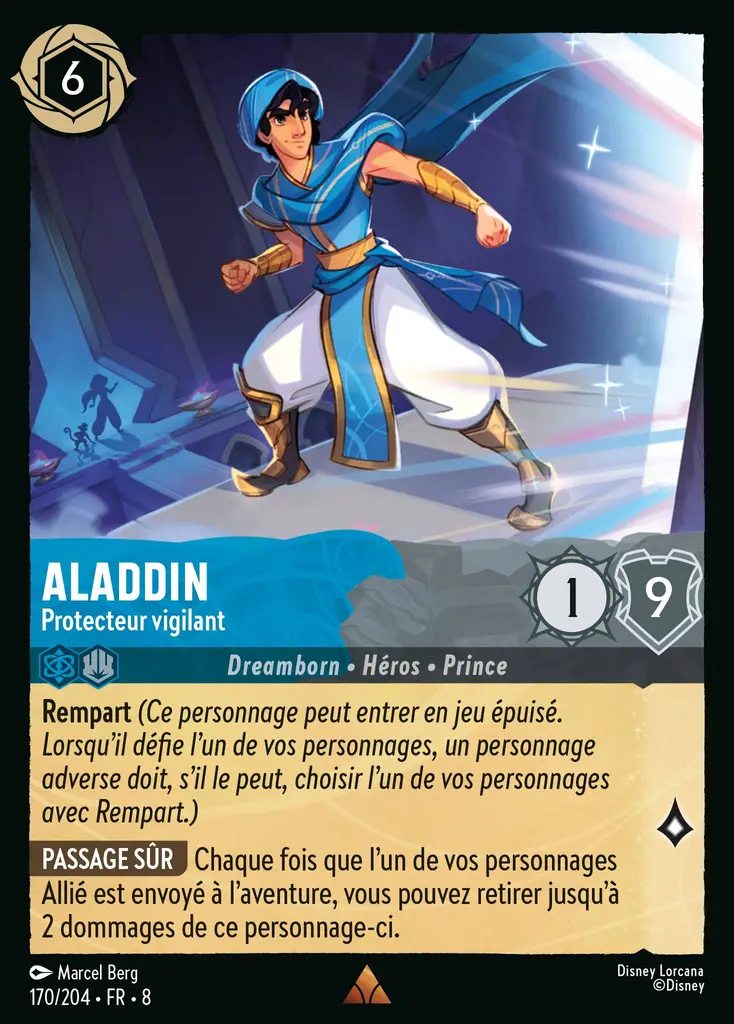 6
ALADDIN
Protecteur vigilant
1
9
Dreamborn • Héros • Prince
Rempart (Ce personnage peut entrer en jeu épuisé.
Lorsqu'il défie l'un de vos personnages, un personnage
adverse doit, s'il le peut, choisir l'un de vos personnages
avec Rempart.)
PASSAGE SÛR Chaque fois que l'un de vos personnages
Allié est envoyé à l'aventure, vous pouvez retirer jusqu'à
2 dommages de ce personnage-ci.
Marcel Berg
170/204 • FR • 8
Disney Lorcana
©Disney